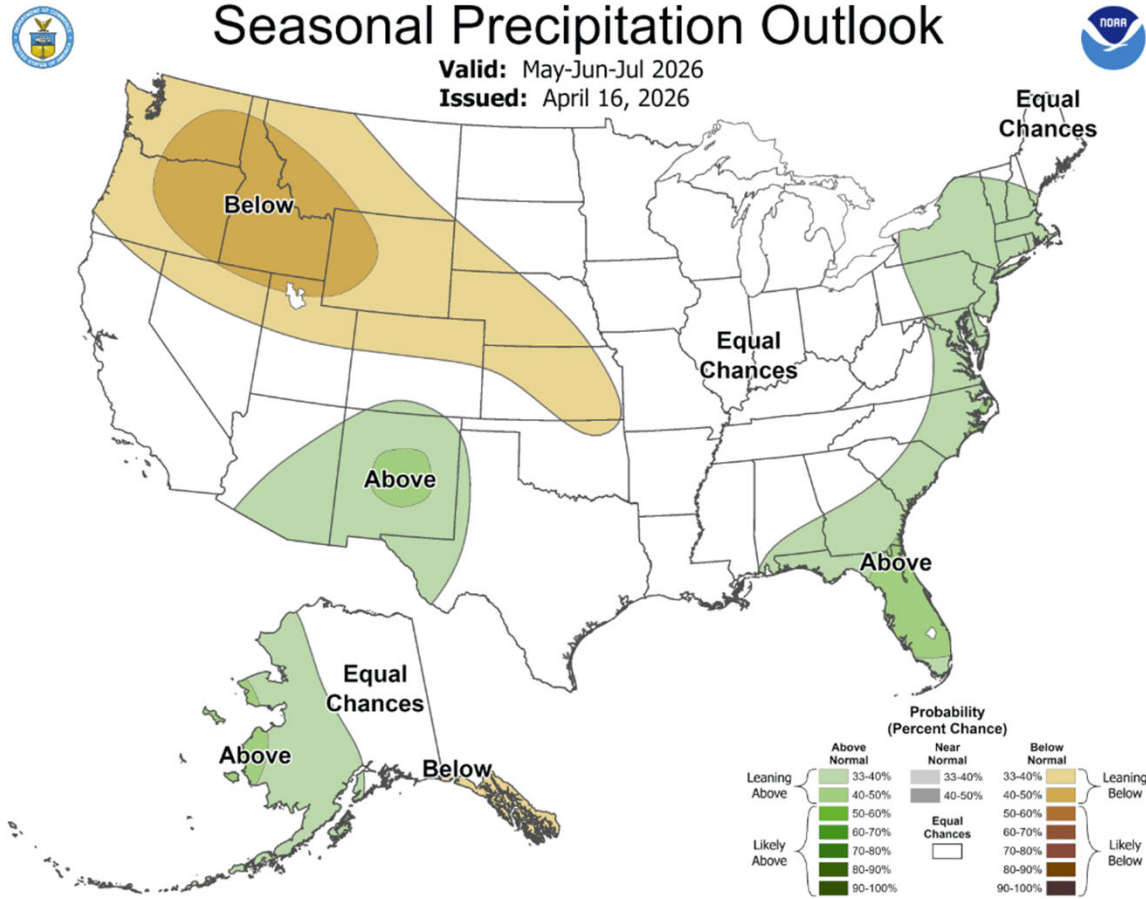 Seasonal Precipitation Outlook
Valid: May-Jun-Jul 2026
Issued: April 16, 2026
NOAA
Equal
Chances
Below
Equal
Chances
Above
Above
Equal
Chances
Above
Below
Probability
(Percent Chance)
Above
Normal
Near
Normal
Below
Normal
Leaning
Above
33-40%
40-50%
33-40%
40-50%
33-40%
40-50%
Leaning
Below
Likely
Above
50-60%
60-70%
70-80%
80-90%
90-100%
Equal
Chances
50-60%
60-70%
70-80%
80-90%
90-100%
Likely
Below